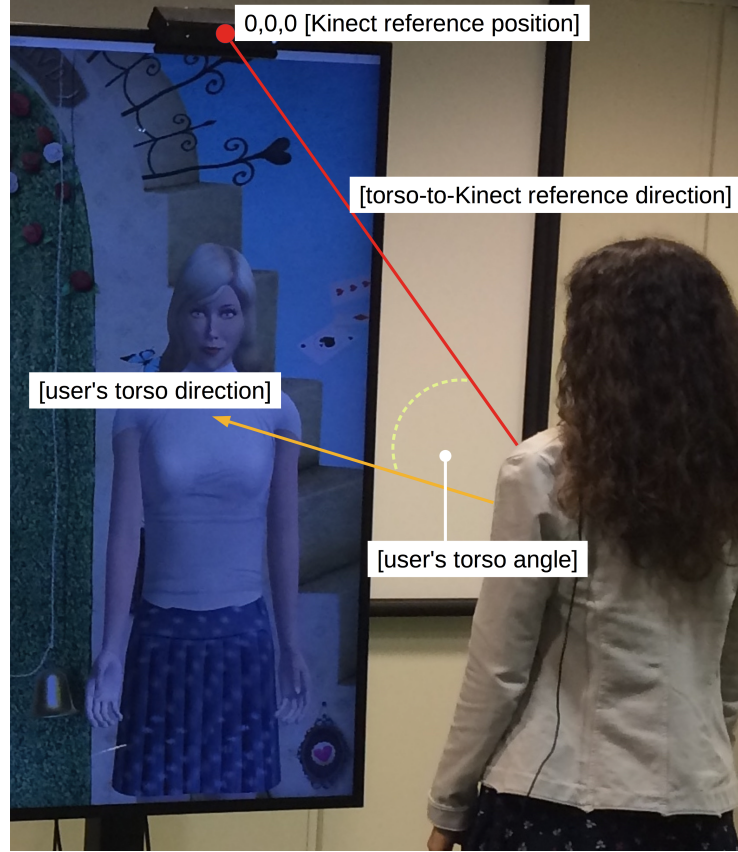 0,0,0 [Kinect reference position]
[torso-to-Kinect reference direction]
[user's torso direction]
[user's torso angle]